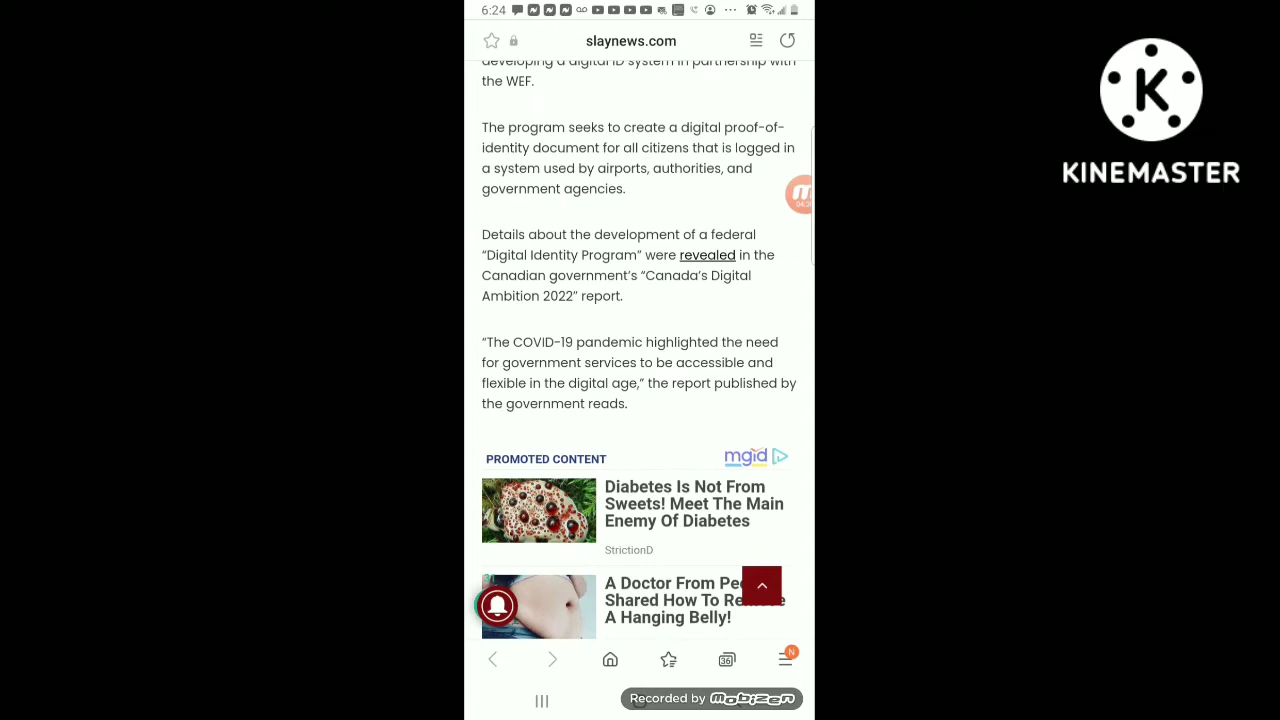 6:24
slaynews.com
developing a digital ID system in partnership with
the WEF.
The program seeks to create a digital proof-of-
identity document for all citizens that is logged in
a system used by airports, authorities, and
government agencies.
Details about the development of a federal
“Digital Identity Program” were revealed in the
Canadian government’s “Canada’s Digital
Ambition 2022” report.
“The COVID-19 pandemic highlighted the need
for government services to be accessible and
flexible in the digital age,” the report published by
the government reads.
PROMOTED CONTENT
mgid
Diabetes Is Not From
Sweets! Meet The Main
Enemy Of Diabetes
StrictionD
A Doctor From
Shared How To
A Hanging Belly!
36
N
Recorded by mobizen
K
KINEMASTER